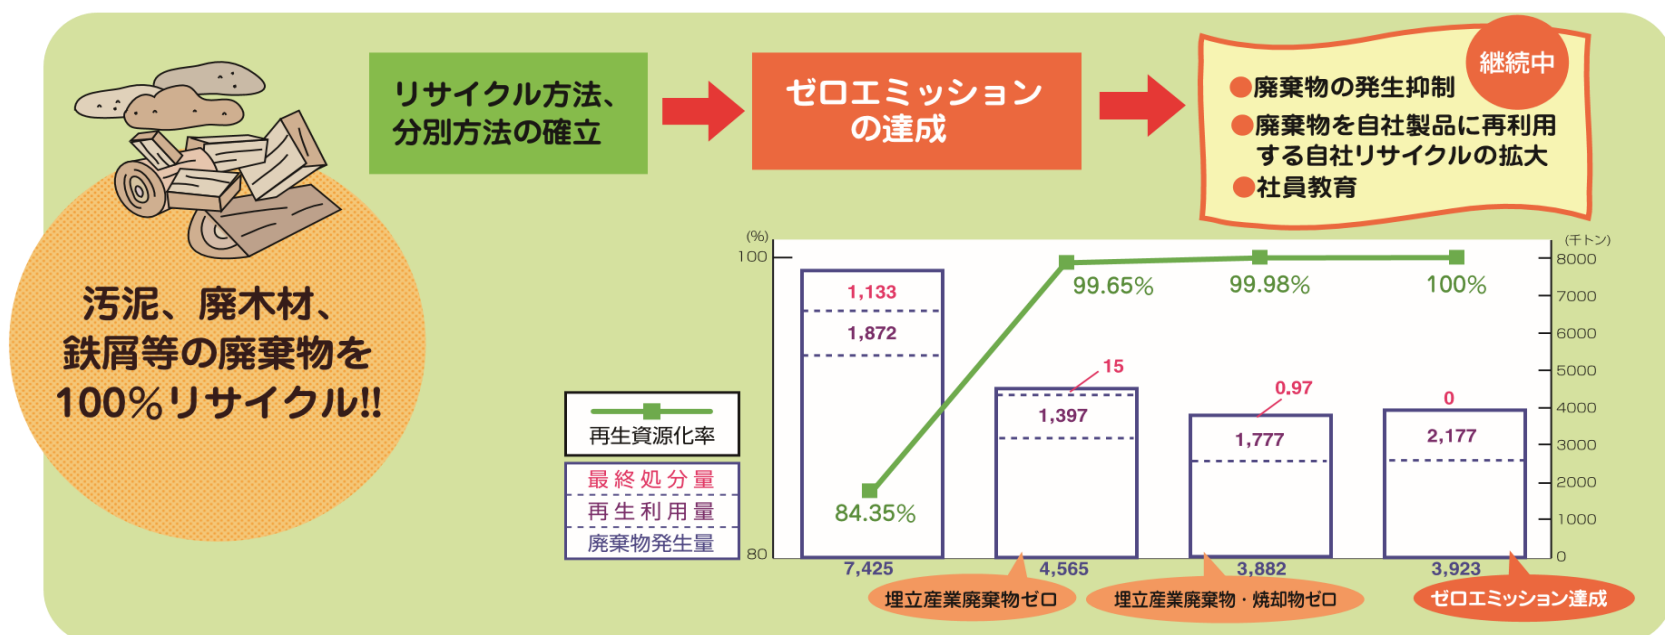 リサイクル方法、
分別方法の確立
ゼロエミッション
の達成
継続中
●廃棄物の発生抑制
●廃棄物を自社製品に再利用
する自社リサイクルの拡大
●社員教育
汚泥、廃木材、
鉄屑等の廃棄物を
100%リサイクル!!
再生資源化率
最終処分量
再生利用量
廃棄物発生量
(%)
100
80
(千トン)
8000
7000
6000
5000
4000
3000
2000
1000
0
1,133
1,872
84.35%
7,425
99.65%
15
1,397
4,565
99.98%
0.97
1,777
3,882
100%
0
2,177
3,923
埋立産業廃棄物ゼロ
埋立産業廃棄物・焼却物ゼロ
ゼロエミッション達成